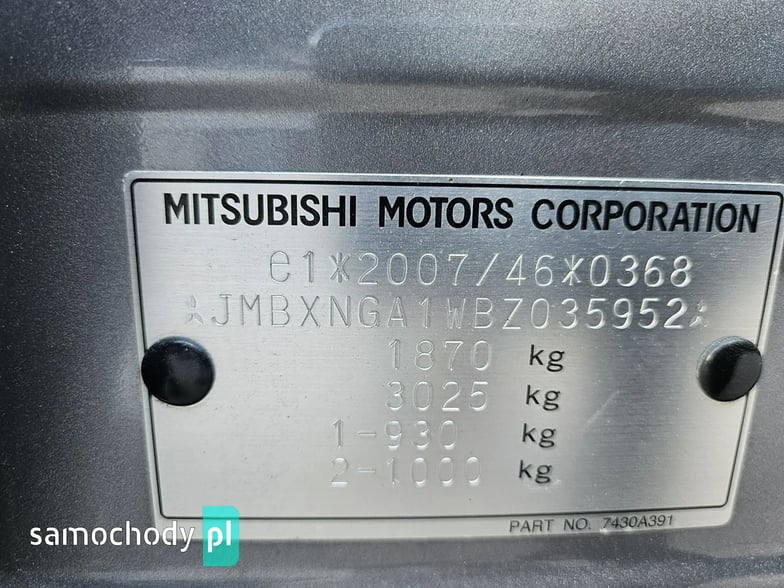 MITSUBISHI MOTORS CORPORATION
e1*2007/46*0368
JMBXNGA1WBZ035952
1870 kg
3025 kg
1-930 kg
2-1000 kg
PART NO. 7430A391
samochody pl